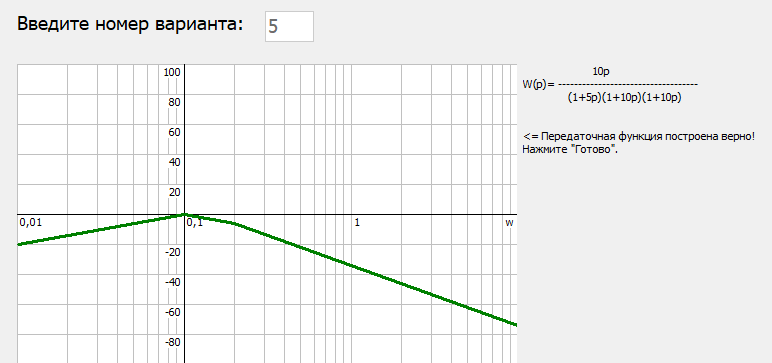 Введите номер варианта: 5
100
80
60
40
20
0,01 0,1 1 w
-20
-40
-60
-80
10p
W(p)= -----------------------------------
(1+5p)(1+10p)(1+10p)
<= Передаточная функция построена верно!
Нажмите "Готово".